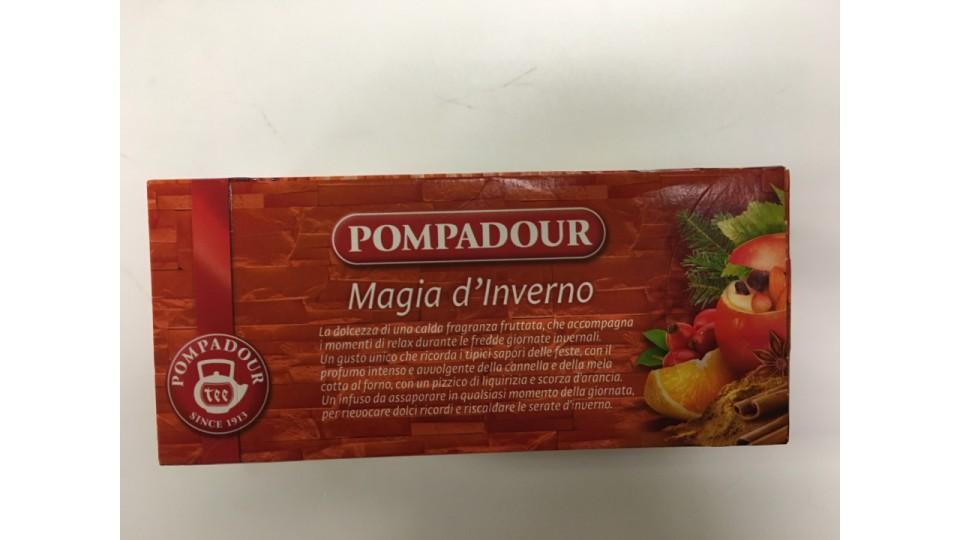 POMPADOUR
Magia d'Inverno
La dolcezza di una calda fragranza fruttata, che accompagna
i momenti di relax durante le fredde giornate invernali.
Un gusto unico che ricorda i tipici sapori delle feste, con il
profumo intenso e avvolgente della cannella e della mela
cotta al forno, con un pizzico di liquirizia e scorza d'arancia.
Un infuso da assaporare in qualsiasi momento della giornata,
per rievocare dolci ricordi e riscaldare le serate d'inverno.
POMPADOUR
tee
SINCE 1913